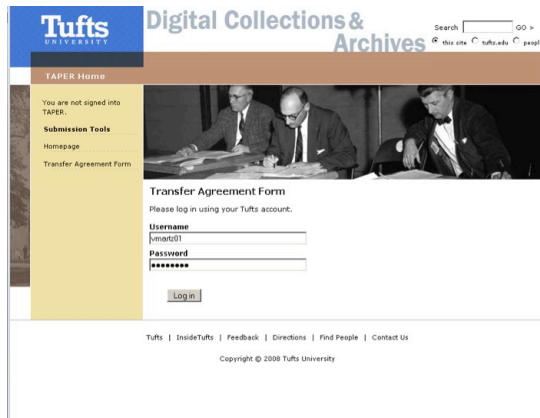 Tufts
UNIVERSITY
Digital Collections &
Archives
Search GO >
this site tufts.edu peopl
TAPER Home
You are not signed into
TAPER.
Submission Tools
Homepage
Transfer Agreement Form
Transfer Agreement Form
Please log in using your Tufts account.
Username
vmartz01
Password
••••••••
Log in
Tufts | InsideTufts | Feedback | Directions | Find People | Contact Us
Copyright © 2008 Tufts University